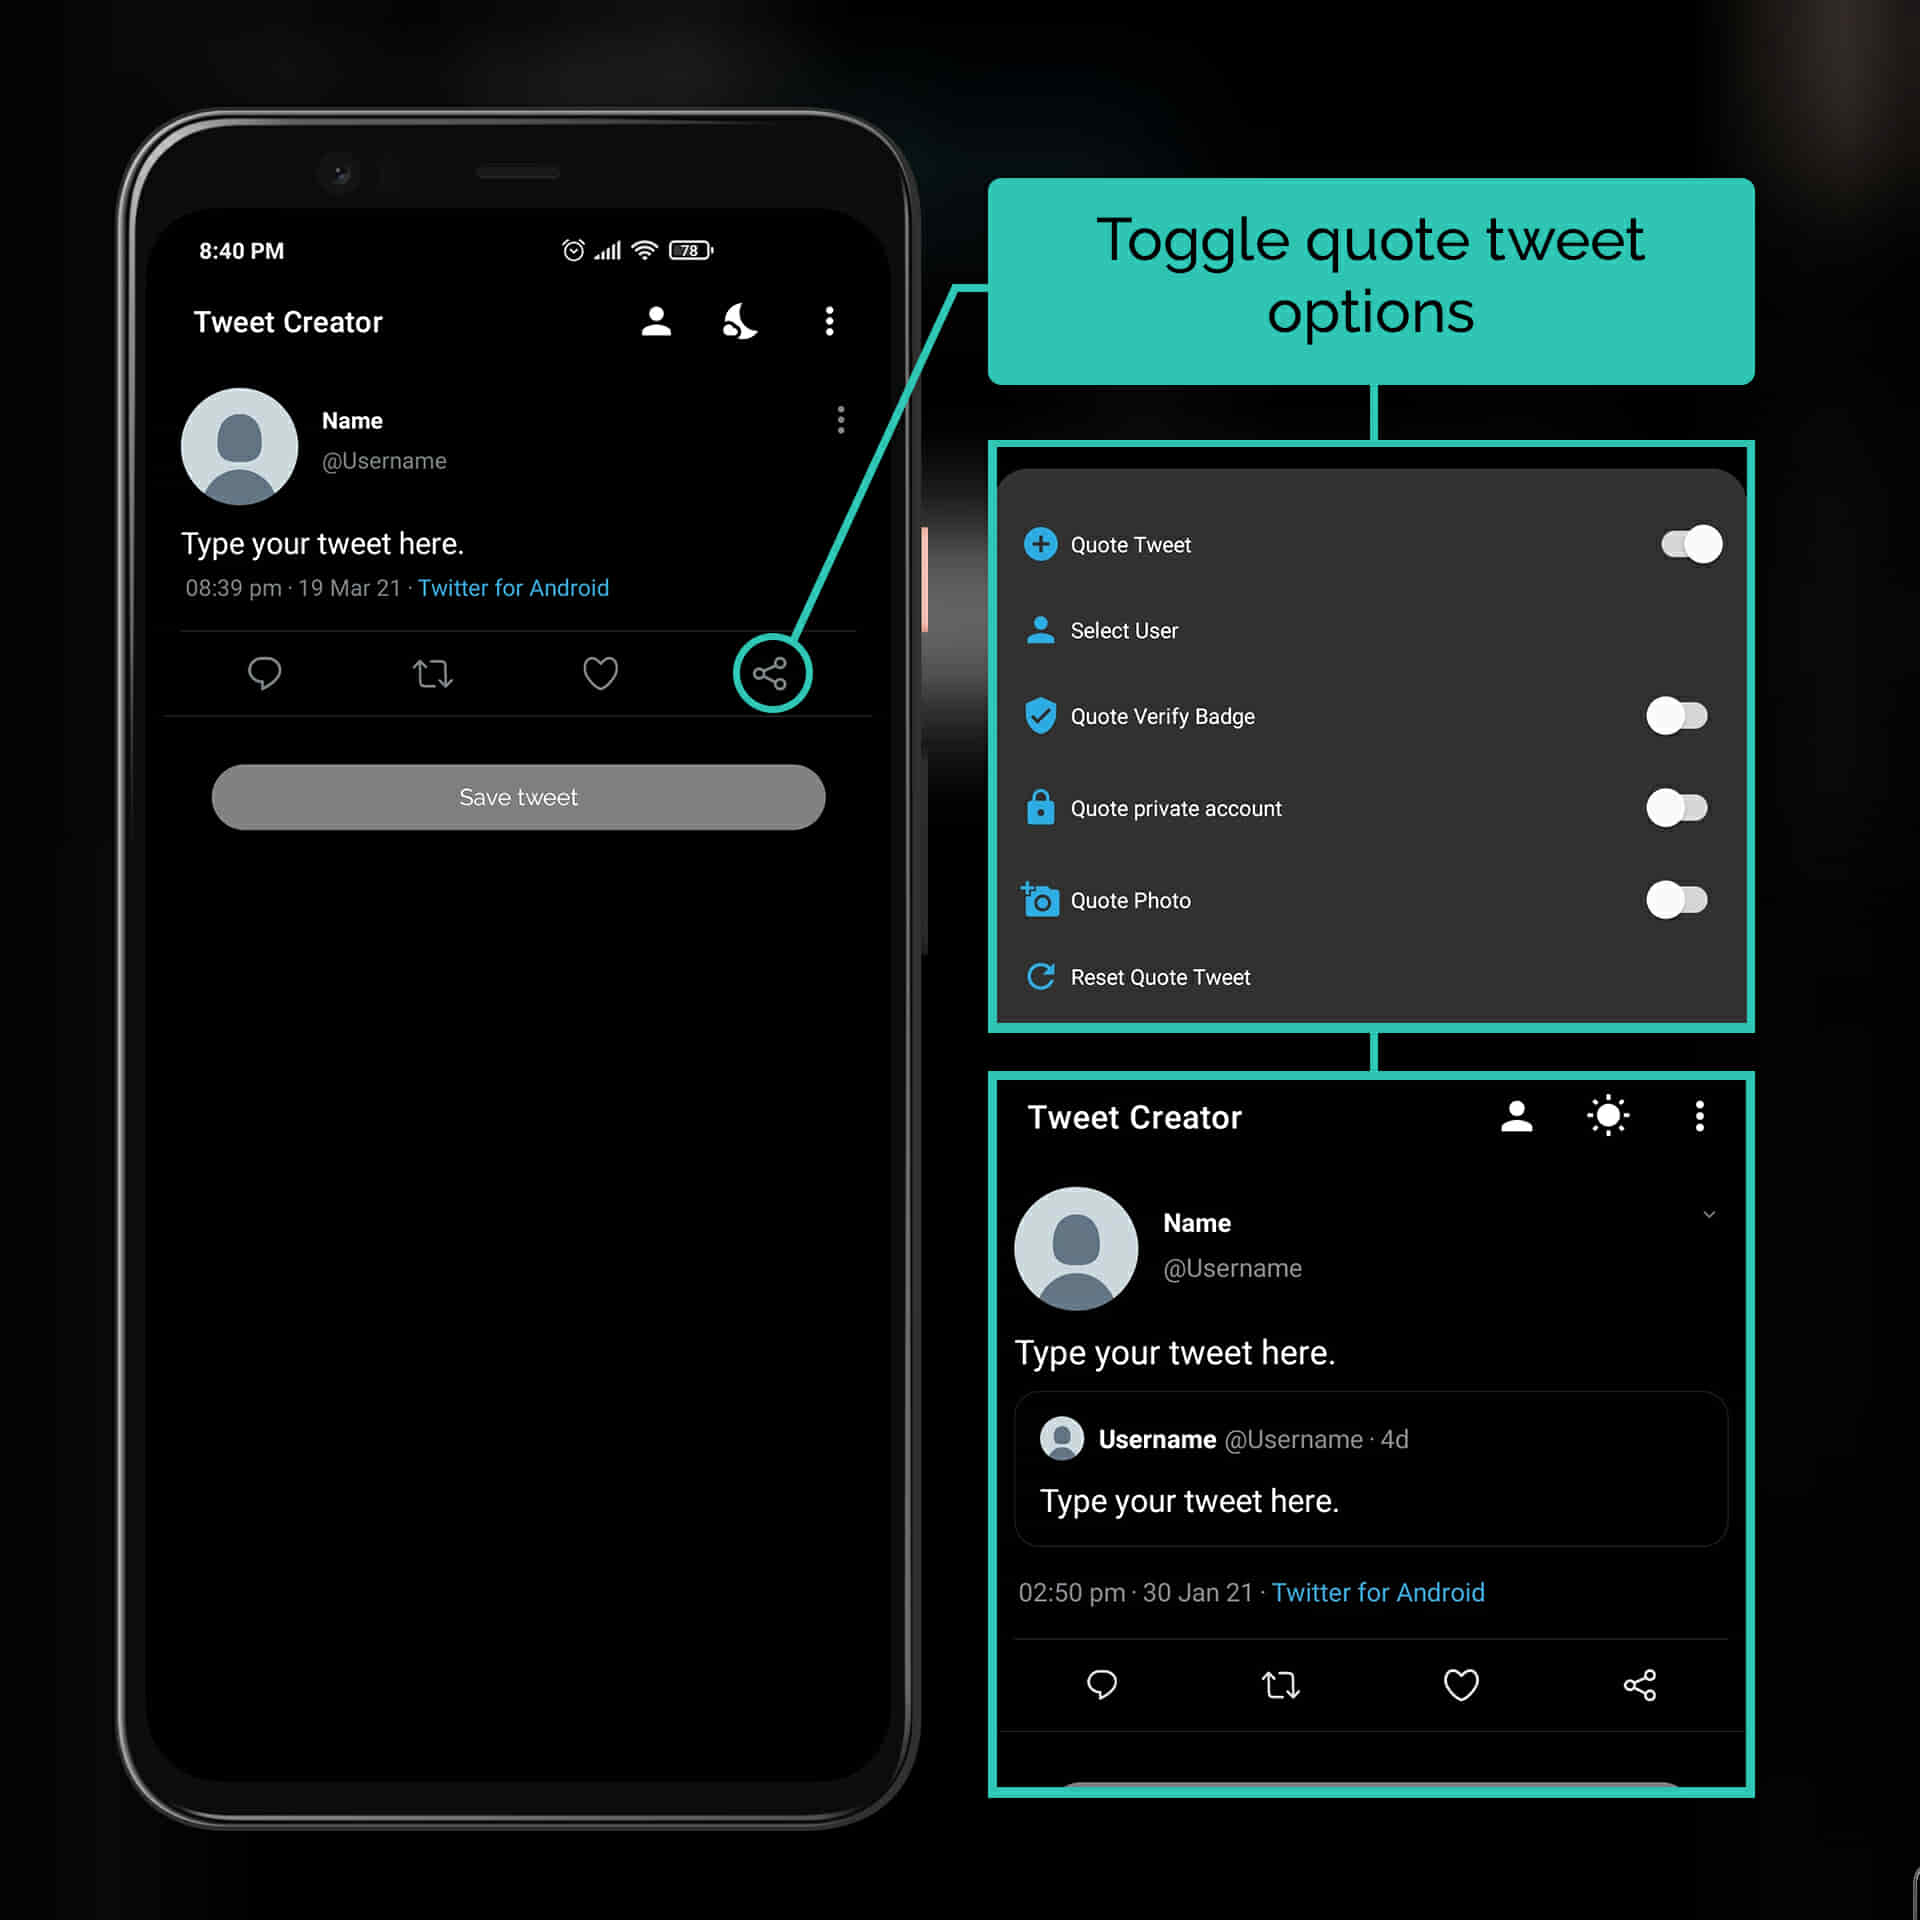 8:40 PM 78
Tweet Creator
Name
@Username
Type your tweet here.
08:39 pm · 19 Mar 21 · Twitter for Android
Save tweet
Toggle quote tweet
options
Quote Tweet
Select User
Quote Verify Badge
Quote private account
Quote Photo
Reset Quote Tweet
Tweet Creator
Name
@Username
Type your tweet here.
Username @Username · 4d
Type your tweet here.
02:50 pm · 30 Jan 21 · Twitter for Android